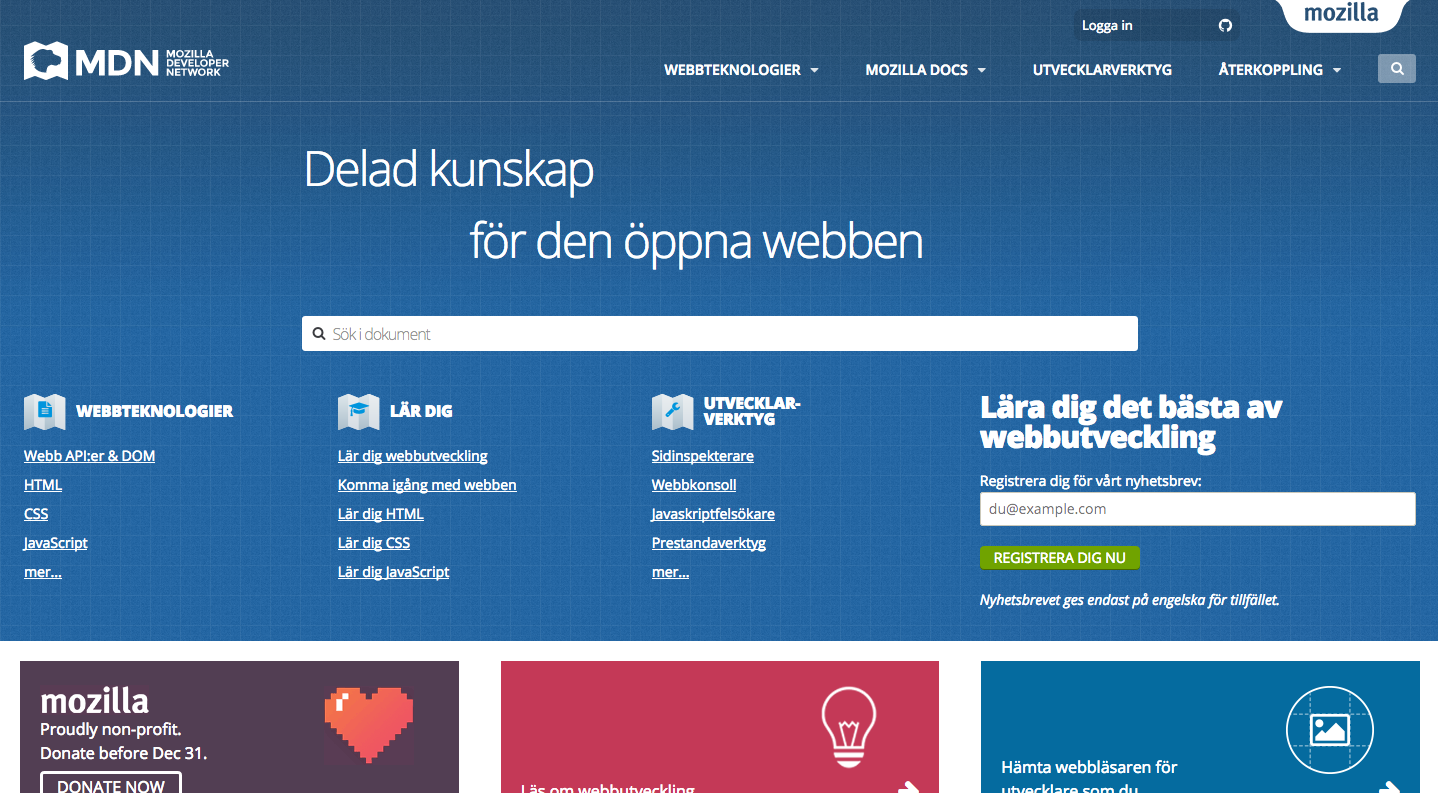 mozilla
Logga in
MDN MOZILLA DEVELOPER NETWORK
WEBBTEKNOLOGIER
MOZILLA DOCS
UTVECKLARVERKTYG
ÅTERKOPPLING
Delad kunskap
för den öppna webben
Sök i dokument
WEBBTEKNOLOGIER
Webb API:er & DOM
HTML
CSS
JavaScript
mer...
LÄR DIG
Lär dig webbutveckling
Komma igång med webben
Lär dig HTML
Lär dig CSS
Lär dig JavaScript
UTVECKLAR-
VERKTYG
Sidinspekterare
Webbkonsoll
Javaskriptfelsökare
Prestandaverktyg
mer...
Lära dig det bästa av
webbutveckling
Registrera dig för vårt nyhetsbrev:
du@example.com
REGISTRERA DIG NU
Nyhetsbrevet ges endast på engelska för tillfället.
mozilla
Proudly non-profit.
Donate before Dec 31.
DONATE NOW
Läs om webbutveckling
Hämta webbläsaren för
utvecklare som du